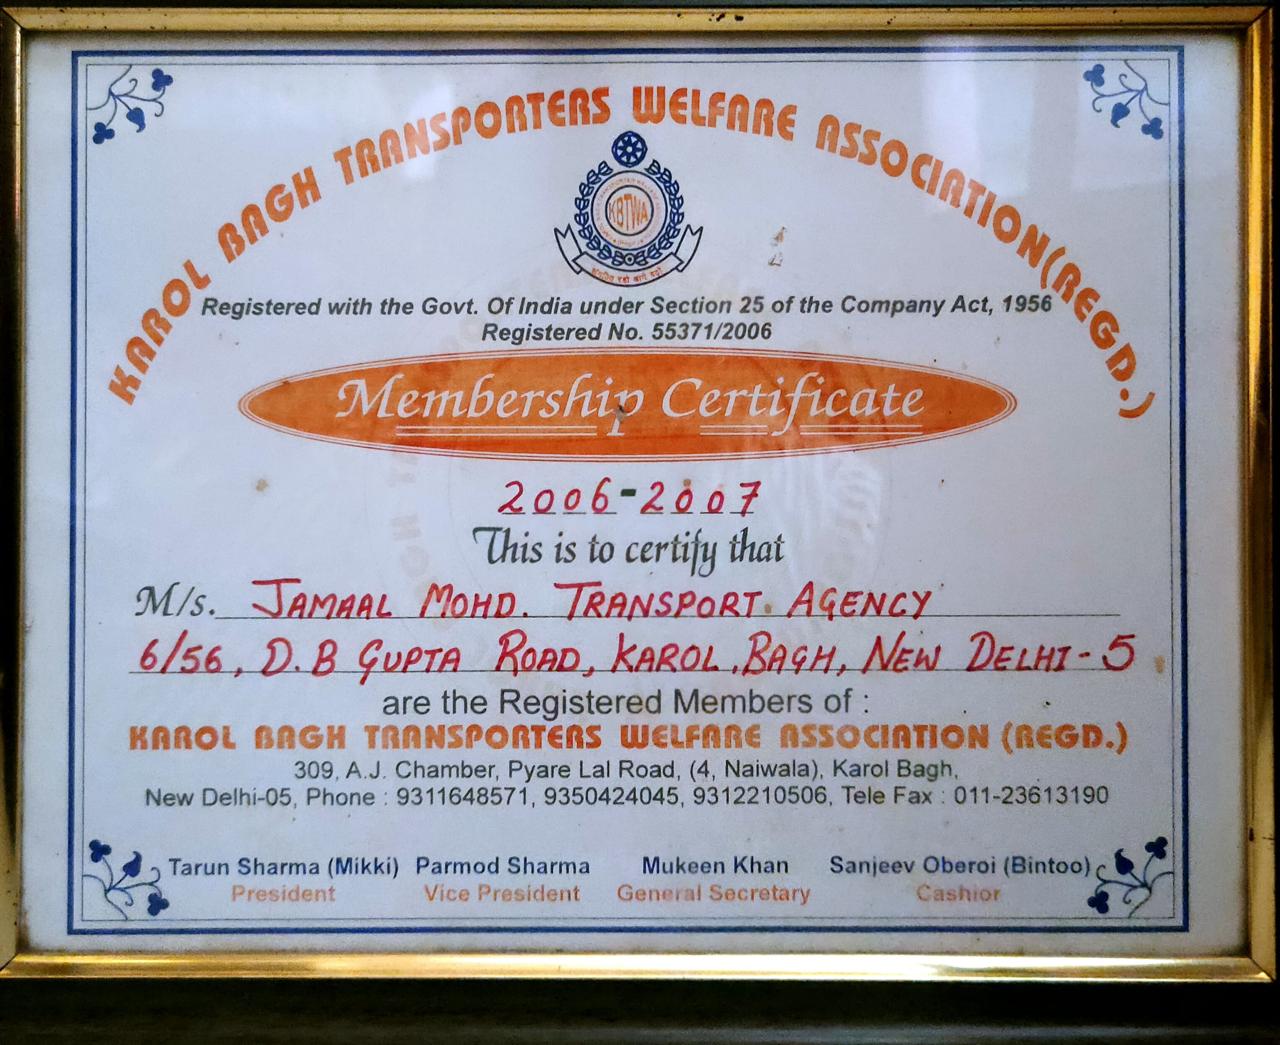 KAROL BAGH TRANSPORTERS WELFARE ASSOCIATION (REGD.)
KBTWA
Registered with the Govt. Of India under Section 25 of the Company Act, 1956
Registered No. 55371/2006
Membership Certificate
2006-2007
This is to certify that
M/s. JAMAAL MOHD. TRANSPORT. AGENCY
6/56, D.B GUPTA ROAD, KAROL BAGH, NEW DELHI-5
are the Registered Members of :
KAROL BAGH TRANSPORTERS WELFARE ASSOCIATION (REGD.)
309, A.J. Chamber, Pyare Lal Road, (4, Naiwala), Karol Bagh,
New Delhi-05, Phone : 9311648571, 9350424045, 9312210506, Tele Fax : 011-23613190
Tarun Sharma (Mikki) Parmod Sharma Mukeen Khan Sanjeev Oberoi (Bintoo)
President Vice President General Secretary Cashior